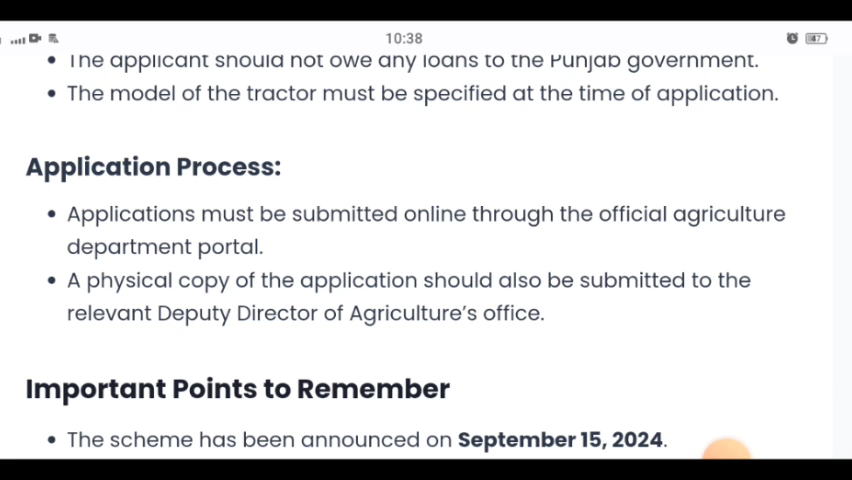 10:38
47
The applicant should not owe any loans to the Punjab government.
The model of the tractor must be specified at the time of application.
Application Process:
Applications must be submitted online through the official agriculture
department portal.
A physical copy of the application should also be submitted to the
relevant Deputy Director of Agriculture’s office.
Important Points to Remember
The scheme has been announced on September 15, 2024.